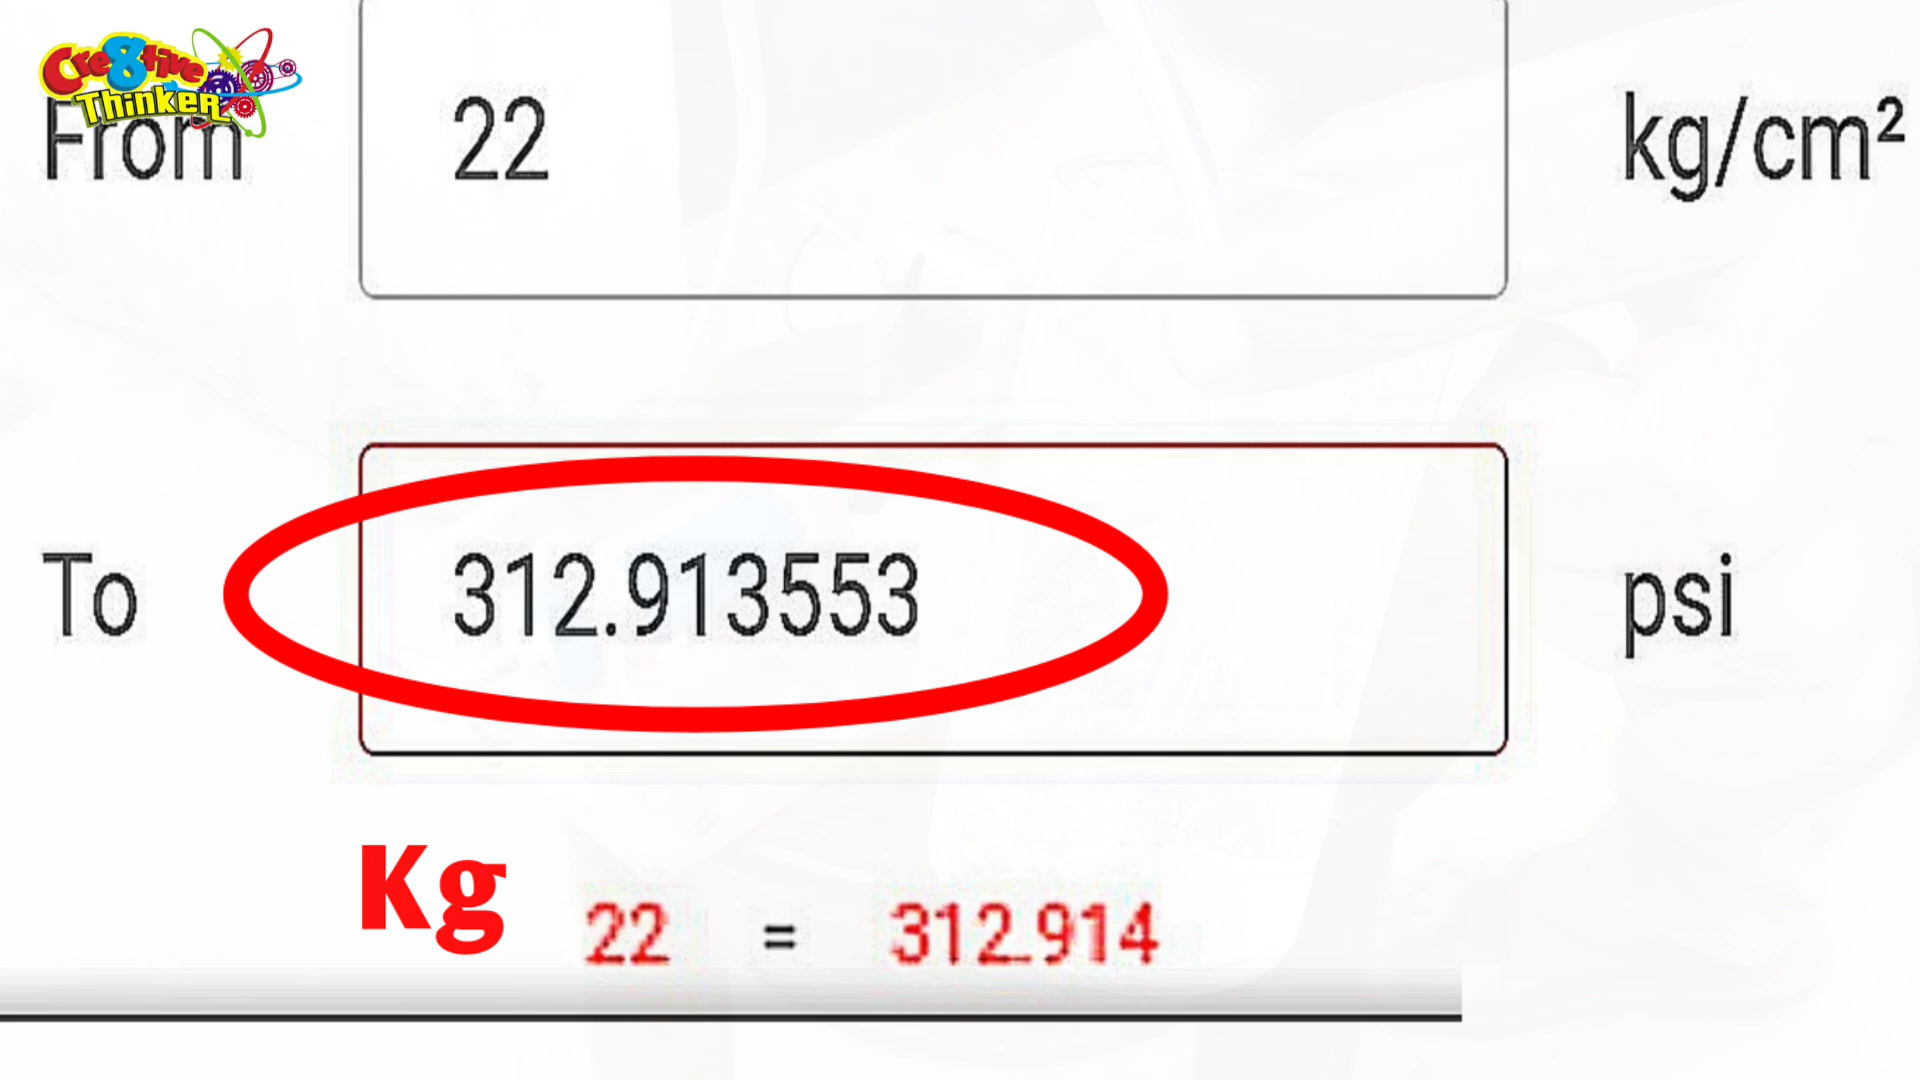 Cre8tive
Thinker
From 22 kg/cm²
To 312.913553 psi
Kg 22 = 312.914